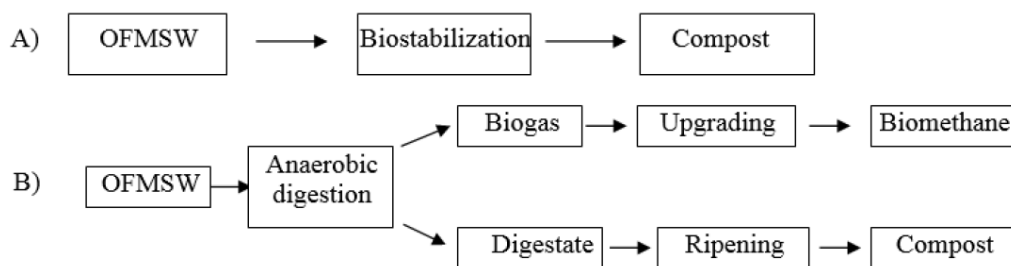 A) OFMSW Biostabilization Compost
Biogas Upgrading Biomethane
B) OFMSW Anaerobic
digestion
Digestate Ripening Compost